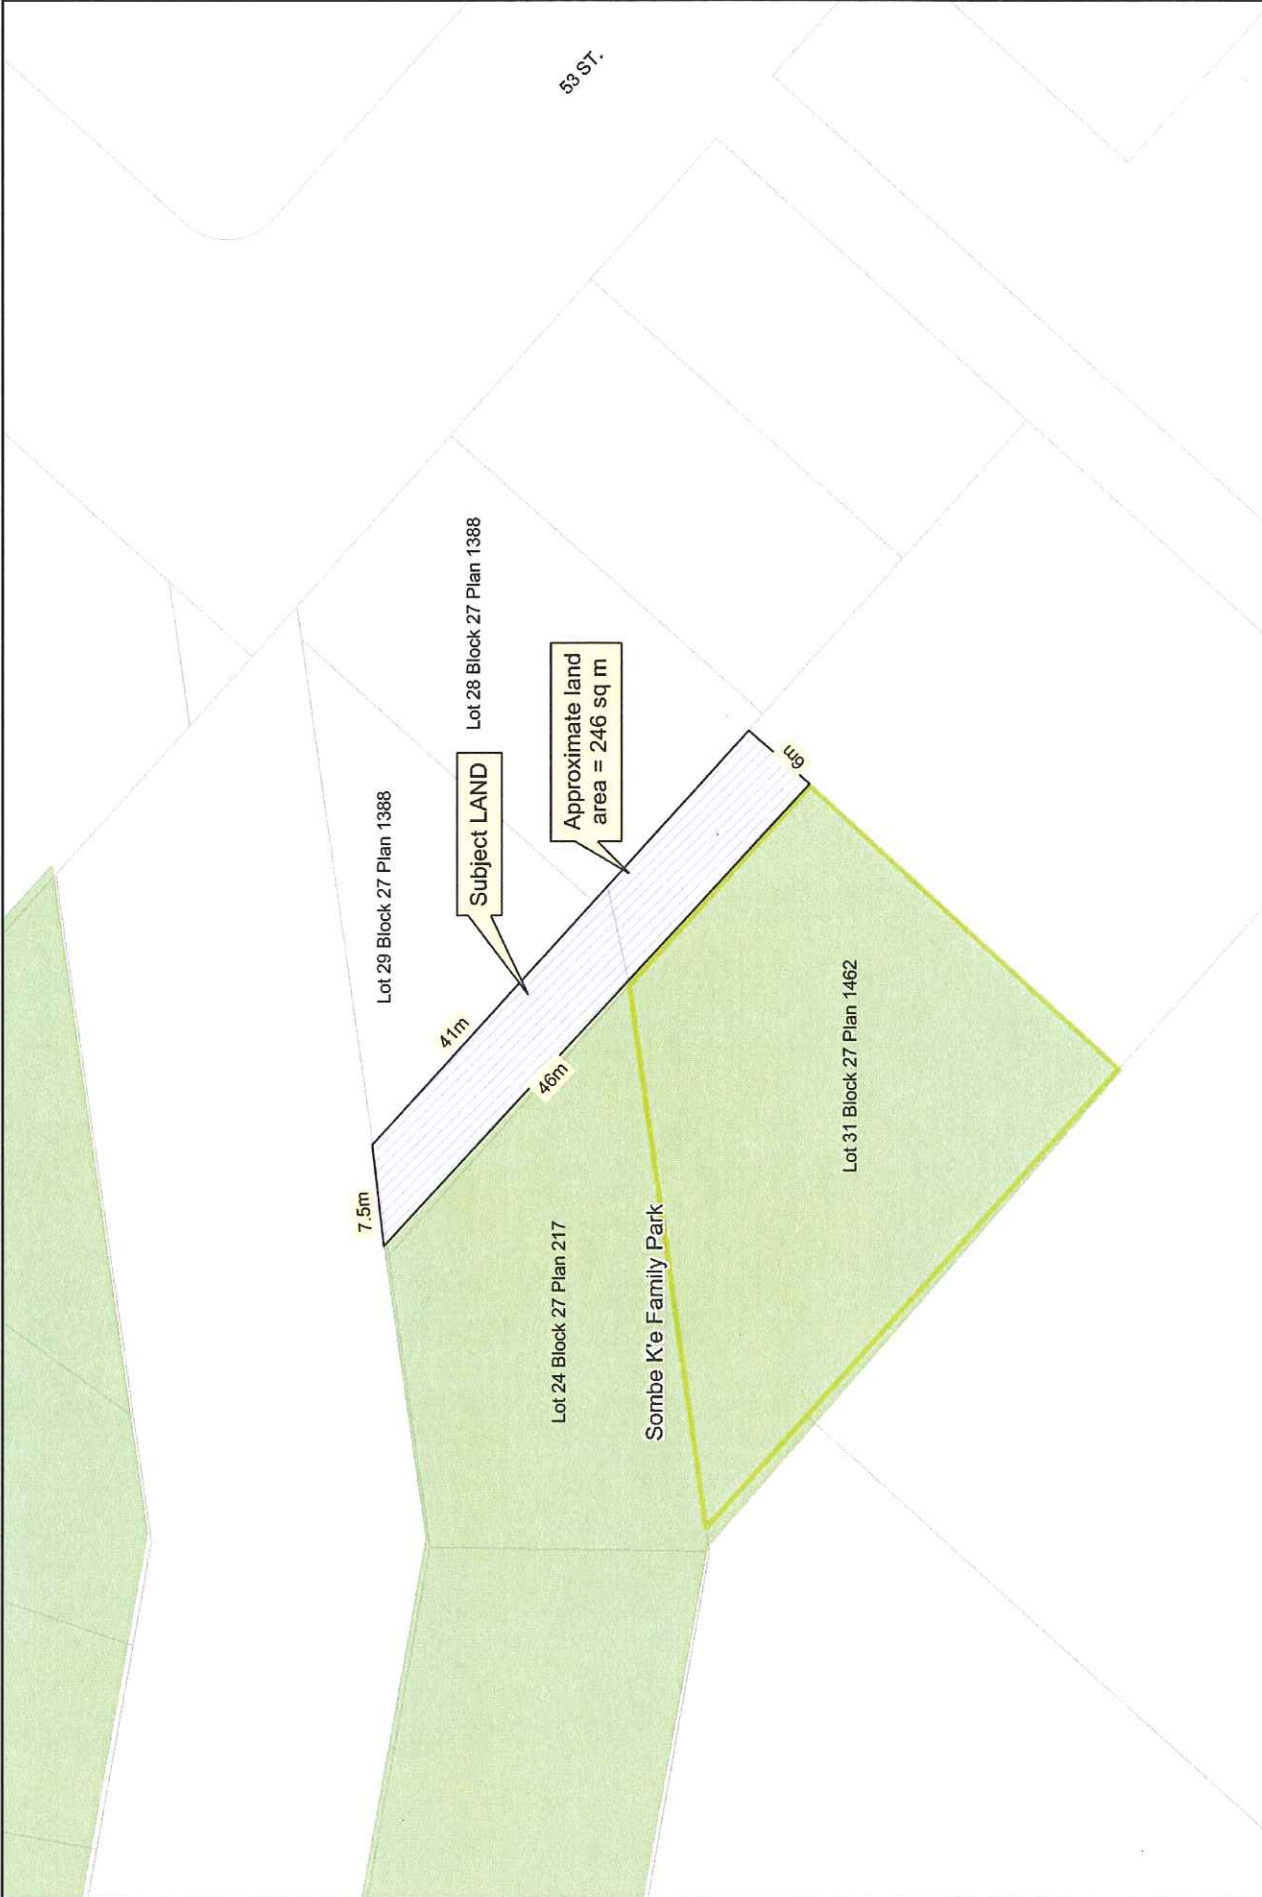 53 ST.
Lot 28 Block 27 Plan 1388
Lot 29 Block 27 Plan 1388
Subject LAND
Approximate land
area = 246 sq m
6m
41m
46m
7.5m
Lot 31 Block 27 Plan 1462
Lot 24 Block 27 Plan 217
Sombe K'e Family Park